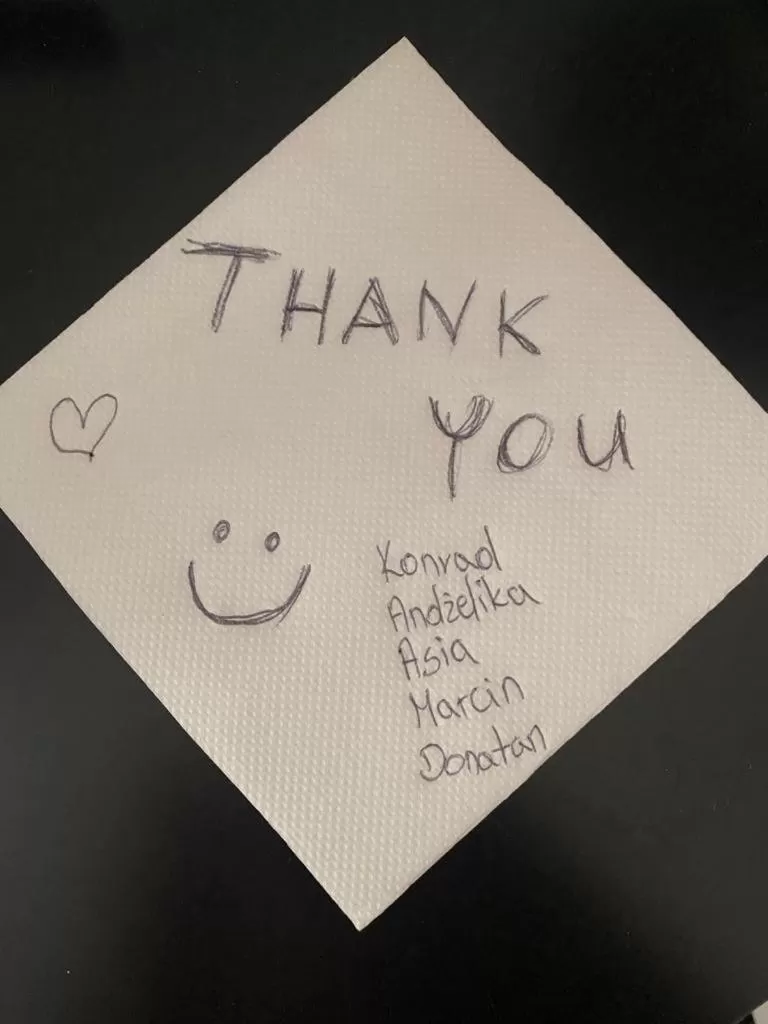 THANK
YOU
Konrad
Andżelika
Asia
Marcin
Donatan